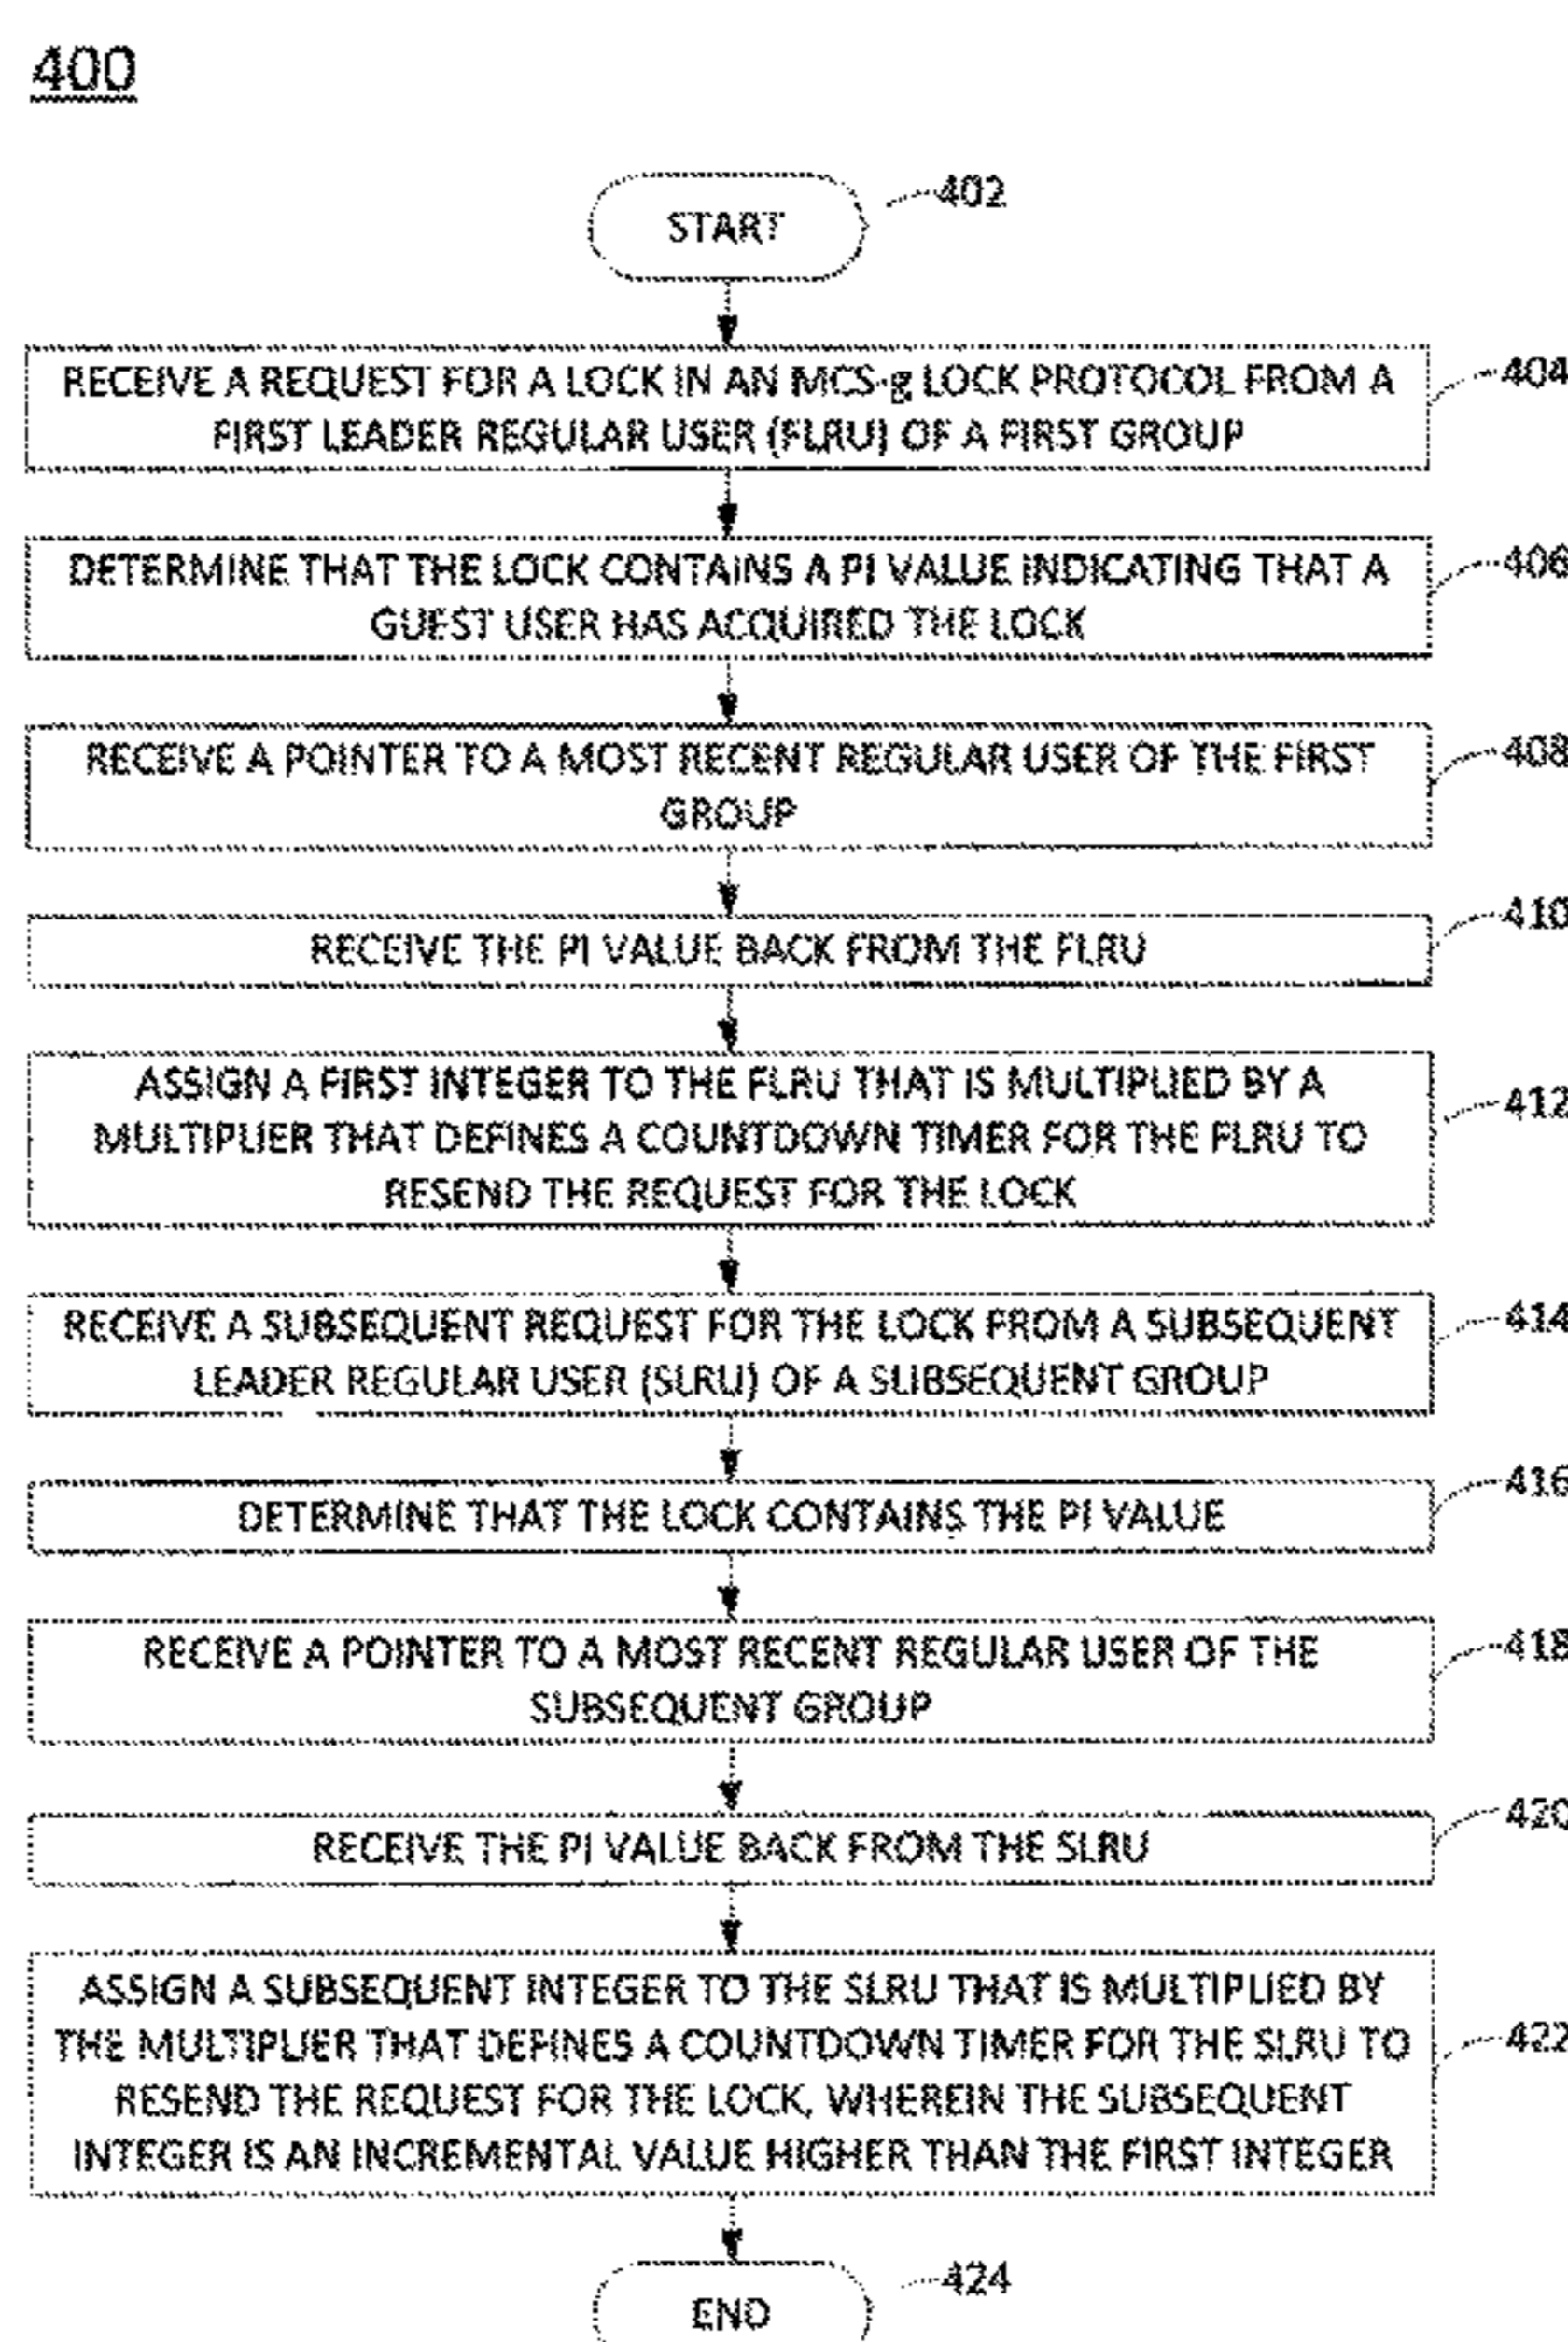 400
START
402
RECEIVE A REQUEST FOR A LOCK IN AN MCS-g LOCK PROTOCOL FROM A
FIRST LEADER REGULAR USER (FLRU) OF A FIRST GROUP
404
DETERMINE THAT THE LOCK CONTAINS A PI VALUE INDICATING THAT A
GUEST USER HAS ACQUIRED THE LOCK
406
RECEIVE A POINTER TO A MOST RECENT REGULAR USER OF THE FIRST
GROUP
408
RECEIVE THE PI VALUE BACK FROM THE FLRU
410
ASSIGN A FIRST INTEGER TO THE FLRU THAT IS MULTIPLIED BY A
MULTIPLIER THAT DEFINES A COUNTDOWN TIMER FOR THE FLRU TO
RESEND THE REQUEST FOR THE LOCK
412
RECEIVE A SUBSEQUENT REQUEST FOR THE LOCK FROM A SUBSEQUENT
LEADER REGULAR USER (SLRU) OF A SUBSEQUENT GROUP
414
DETERMINE THAT THE LOCK CONTAINS THE PI VALUE
416
RECEIVE A POINTER TO A MOST RECENT REGULAR USER OF THE
SUBSEQUENT GROUP
418
RECEIVE THE PI VALUE BACK FROM THE SLRU
420
ASSIGN A SUBSEQUENT INTEGER TO THE SLRU THAT IS MULTIPLIED BY
THE MULTIPLIER THAT DEFINES A COUNTDOWN TIMER FOR THE SLRU TO
RESEND THE REQUEST FOR THE LOCK, WHEREIN THE SUBSEQUENT
INTEGER IS AN INCREMENTAL VALUE HIGHER THAN THE FIRST INTEGER
422
END
424